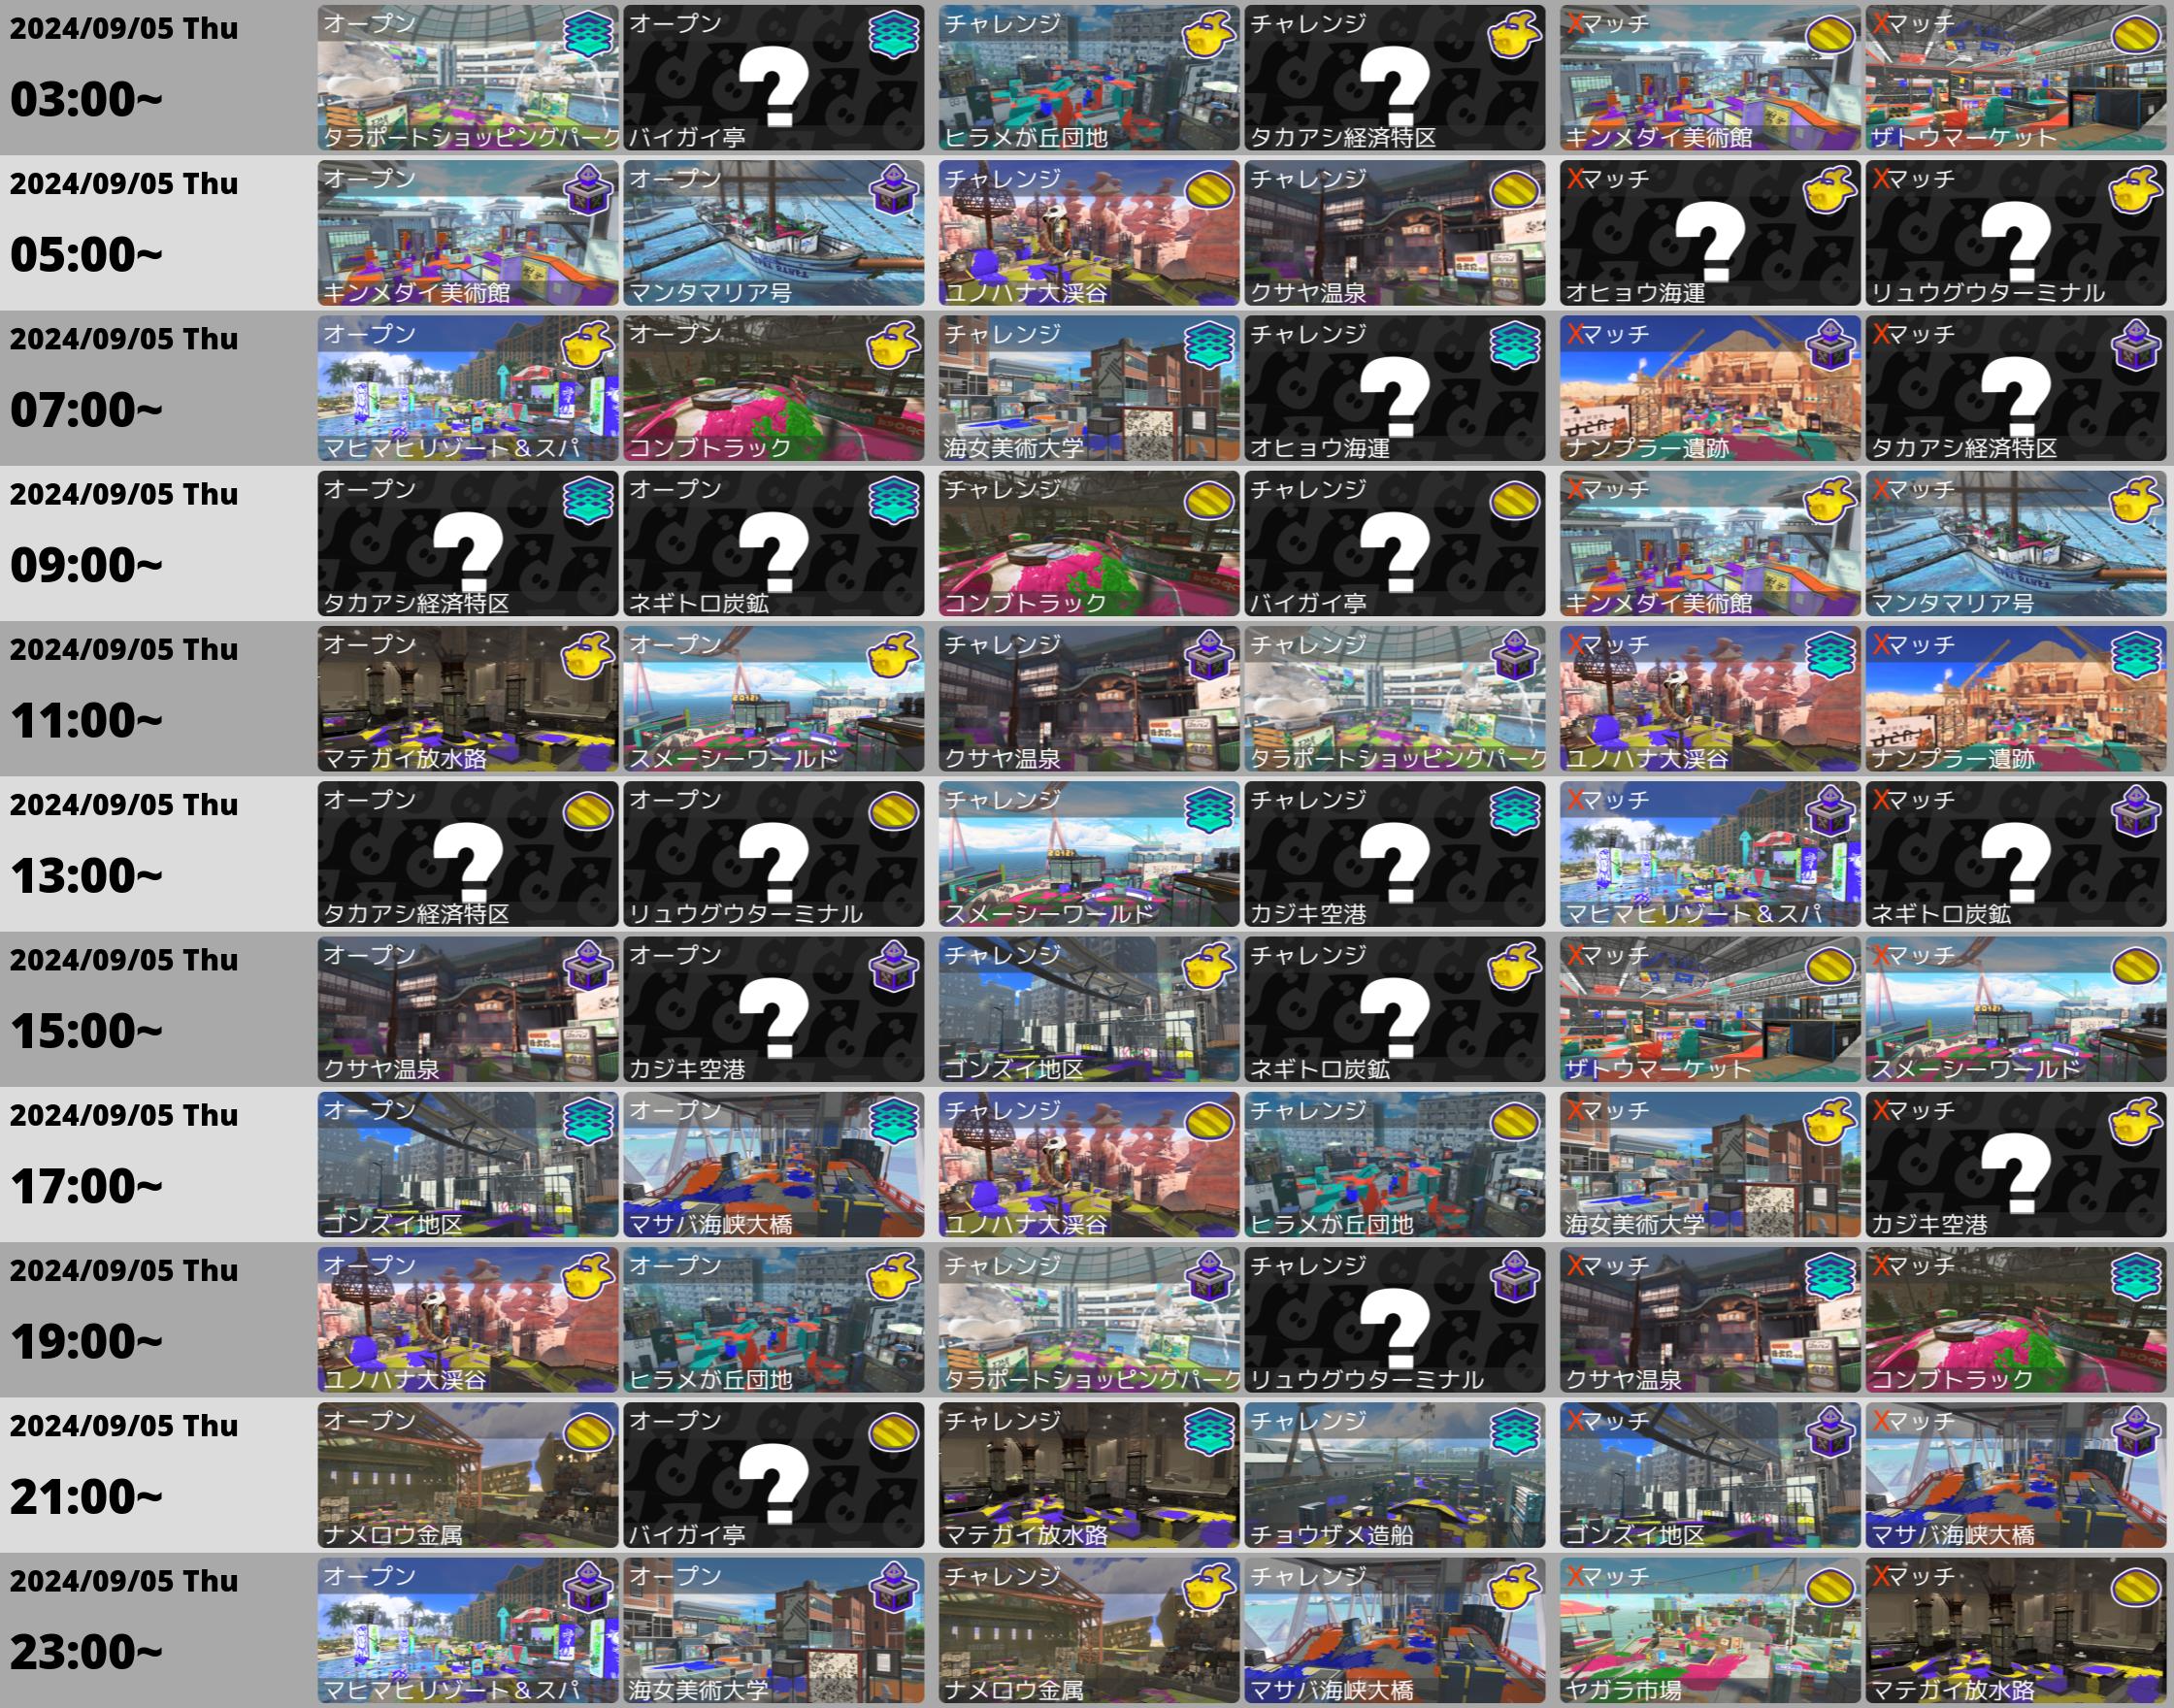 2024/09/05 Thu
03:00~
オープン
タラポートショッピングパーク
オープン
バイガイ亭
チャレンジ
ヒラメが丘団地
チャレンジ
タカアシ経済特区
Xマッチ
キンメダイ美術館
Xマッチ
ザトウマーケット
2024/09/05 Thu
05:00~
オープン
キンメダイ美術館
オープン
マンタマリア号
チャレンジ
ユノハナ大渓谷
チャレンジ
クサヤ温泉
Xマッチ
オヒョウ海運
Xマッチ
リュウグウターミナル
2024/09/05 Thu
07:00~
オープン
マヒマヒリゾート＆スパ
オープン
コンブトラック
チャレンジ
海女美術大学
チャレンジ
オヒョウ海運
Xマッチ
ナンプラー遺跡
Xマッチ
タカアシ経済特区
2024/09/05 Thu
09:00~
オープン
タカアシ経済特区
オープン
ネギトロ炭鉱
チャレンジ
コンブトラック
チャレンジ
バイガイ亭
Xマッチ
キンメダイ美術館
Xマッチ
マンタマリア号
2024/09/05 Thu
11:00~
オープン
マテガイ放水路
オープン
スメーシーワールド
チャレンジ
クサヤ温泉
チャレンジ
タラポートショッピングパーク
Xマッチ
ユノハナ大渓谷
Xマッチ
ナンプラー遺跡
2024/09/05 Thu
13:00~
オープン
タカアシ経済特区
オープン
リュウグウターミナル
チャレンジ
スメーシーワールド
チャレンジ
カジキ空港
Xマッチ
マヒマヒリゾート＆スパ
Xマッチ
ネギトロ炭鉱
2024/09/05 Thu
15:00~
オープン
クサヤ温泉
オープン
カジキ空港
チャレンジ
ゴンズイ地区
チャレンジ
ネギトロ炭鉱
Xマッチ
ザトウマーケット
Xマッチ
スメーシーワールド
2024/09/05 Thu
17:00~
オープン
ゴンズイ地区
オープン
マサバ海峡大橋
チャレンジ
ユノハナ大渓谷
チャレンジ
ヒラメが丘団地
Xマッチ
海女美術大学
Xマッチ
カジキ空港
2024/09/05 Thu
19:00~
オープン
ユノハナ大渓谷
オープン
ヒラメが丘団地
チャレンジ
タラポートショッピングパーク
チャレンジ
リュウグウターミナル
Xマッチ
クサヤ温泉
Xマッチ
コンブトラック
2024/09/05 Thu
21:00~
オープン
ナメロウ金属
オープン
バイガイ亭
チャレンジ
マテガイ放水路
チャレンジ
チョウザメ造船
Xマッチ
ゴンズイ地区
Xマッチ
マサバ海峡大橋
2024/09/05 Thu
23:00~
オープン
マヒマヒリゾート＆スパ
オープン
海女美術大学
チャレンジ
ナメロウ金属
チャレンジ
マサバ海峡大橋
Xマッチ
ヤガラ市場
Xマッチ
マテガイ放水路